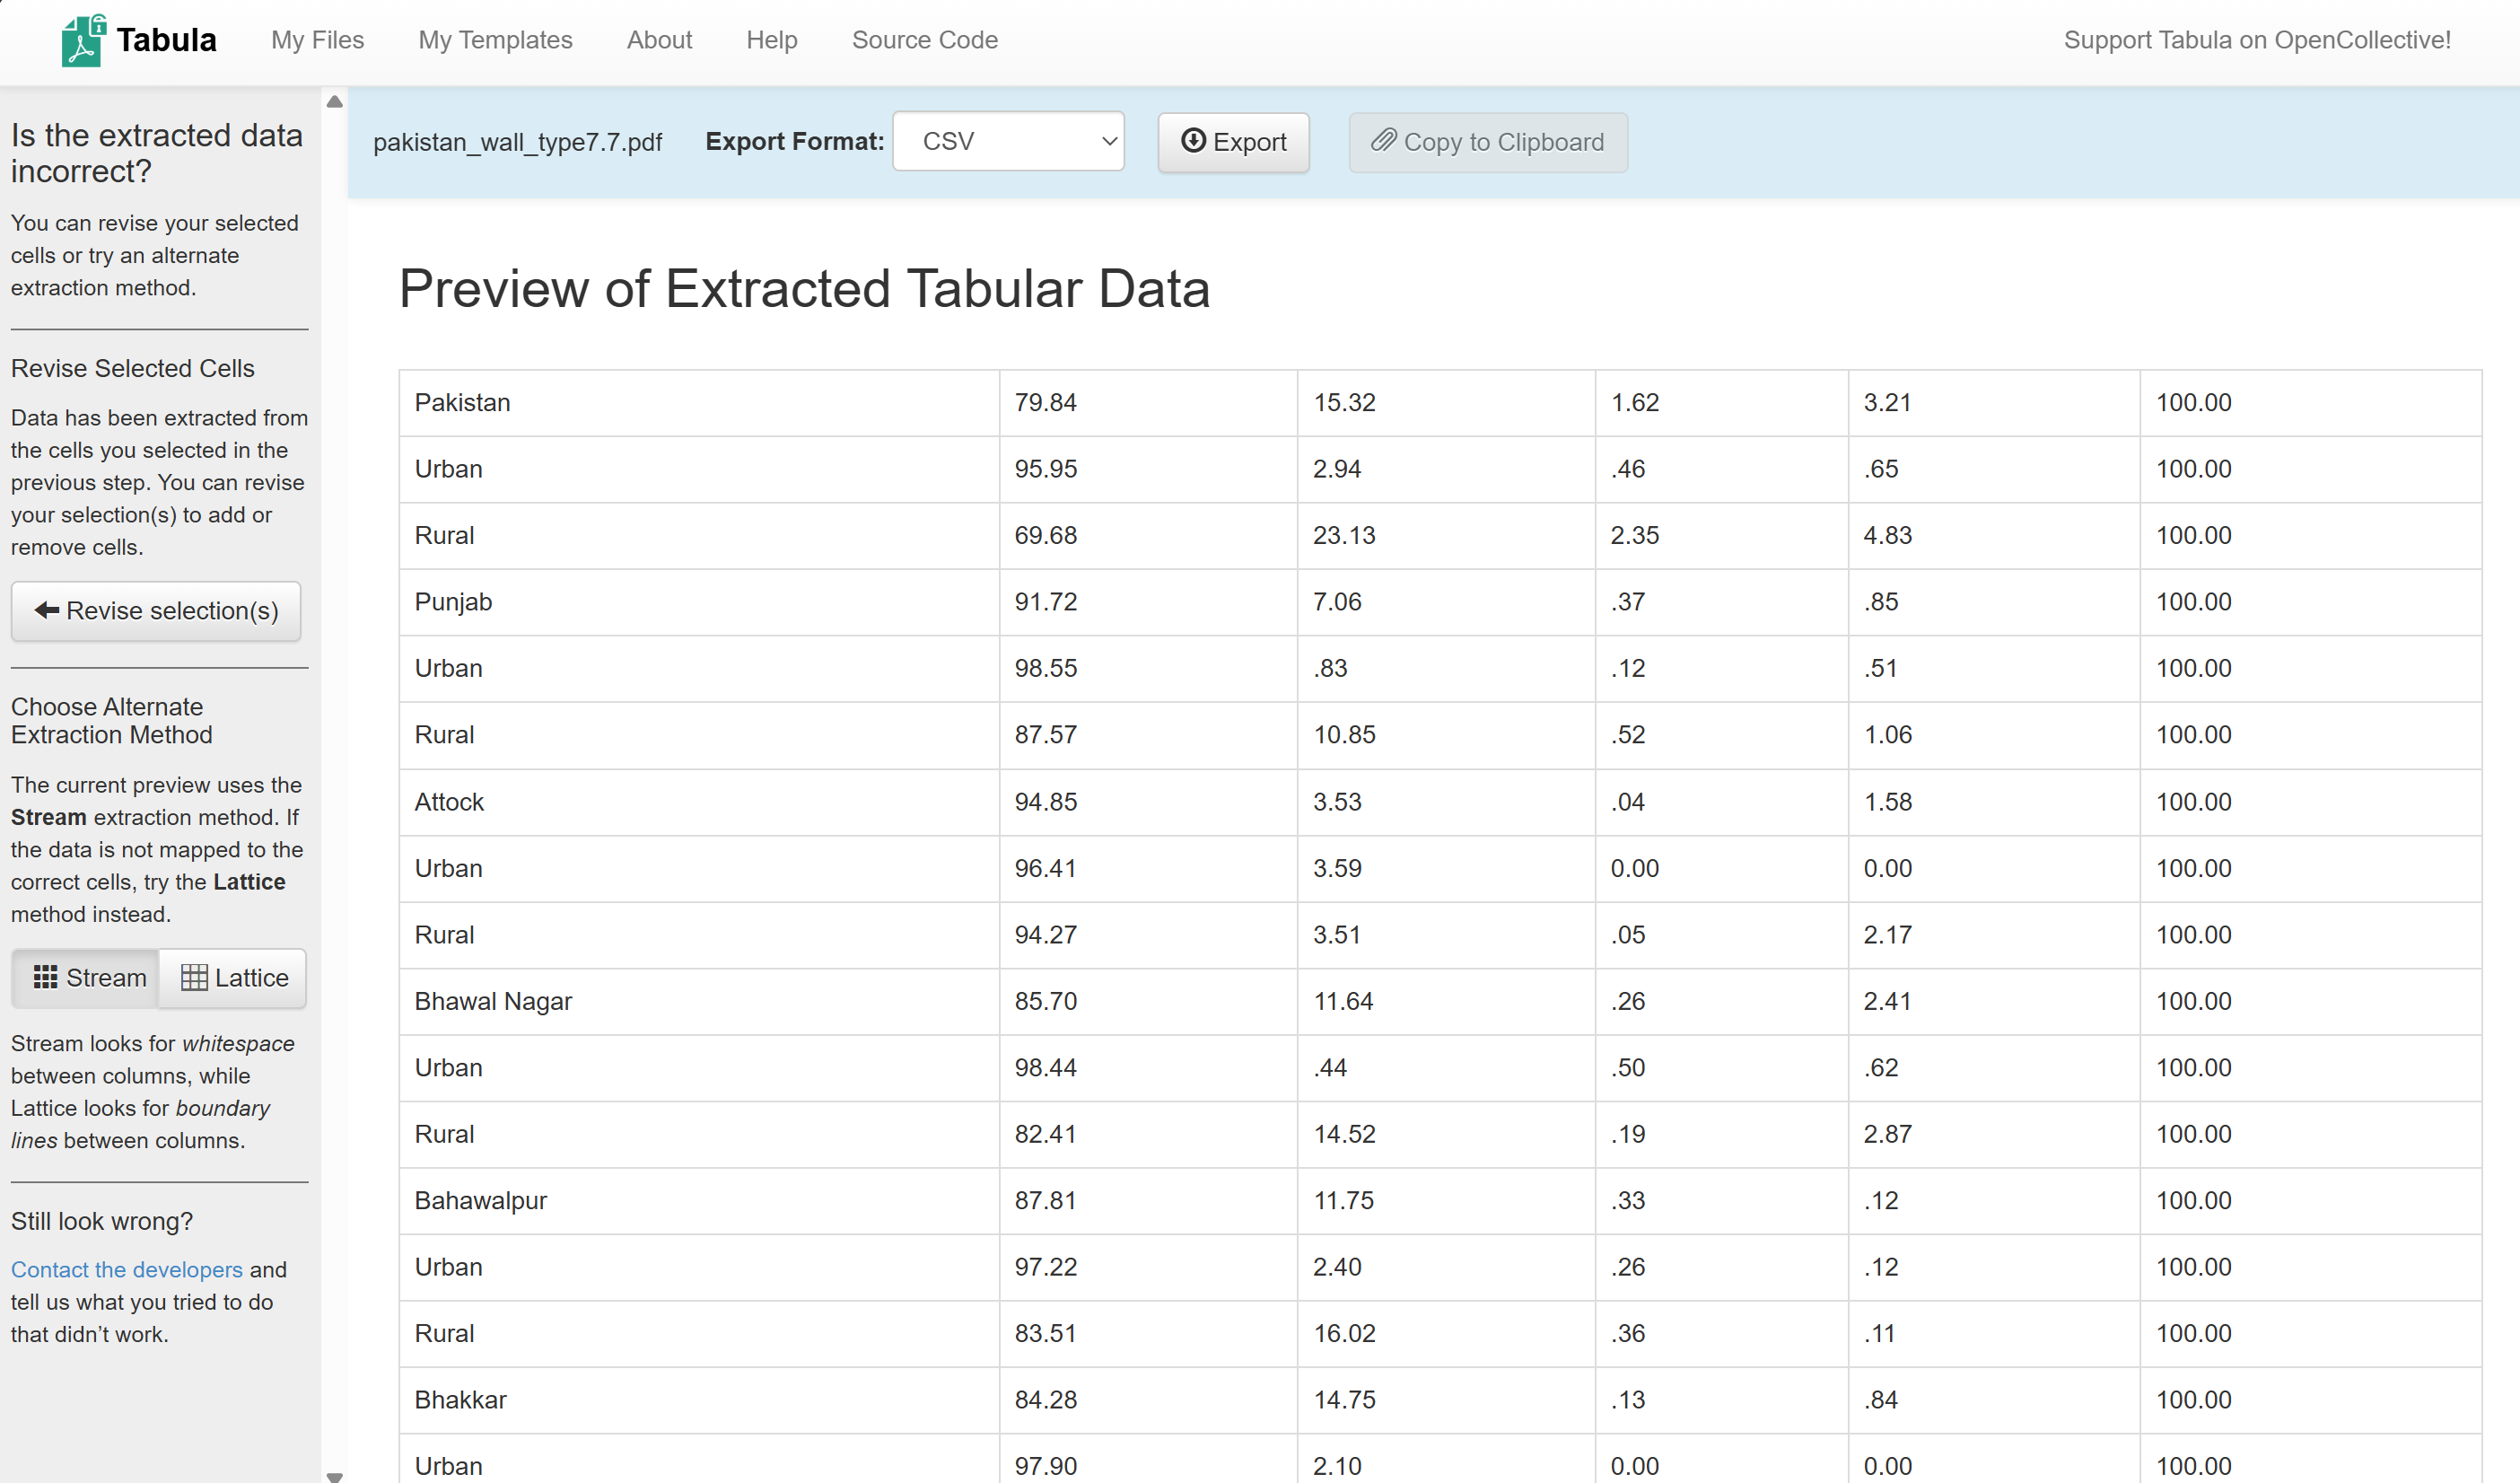 Tabula My Files My Templates About Help Source Code Support Tabula on OpenCollective!
Is the extracted data
incorrect?
You can revise your selected
cells or try an alternate
extraction method.
Revise Selected Cells
Data has been extracted from
the cells you selected in the
previous step. You can revise
your selection(s) to add or
remove cells.
Revise selection(s)
Choose Alternate
Extraction Method
The current preview uses the
Stream extraction method. If
the data is not mapped to the
correct cells, try the Lattice
method instead.
Stream Lattice
Stream looks for whitespace
between columns, while
Lattice looks for boundary
lines between columns.
Still look wrong?
Contact the developers and
tell us what you tried to do
that didn’t work.
pakistan_wall_type7.7.pdf Export Format: CSV Export Copy to Clipboard
Preview of Extracted Tabular Data
Pakistan 79.84 15.32 1.62 3.21 100.00
Urban 95.95 2.94 .46 .65 100.00
Rural 69.68 23.13 2.35 4.83 100.00
Punjab 91.72 7.06 .37 .85 100.00
Urban 98.55 .83 .12 .51 100.00
Rural 87.57 10.85 .52 1.06 100.00
Attock 94.85 3.53 .04 1.58 100.00
Urban 96.41 3.59 0.00 0.00 100.00
Rural 94.27 3.51 .05 2.17 100.00
Bhawal Nagar 85.70 11.64 .26 2.41 100.00
Urban 98.44 .44 .50 .62 100.00
Rural 82.41 14.52 .19 2.87 100.00
Bahawalpur 87.81 11.75 .33 .12 100.00
Urban 97.22 2.40 .26 .12 100.00
Rural 83.51 16.02 .36 .11 100.00
Bhakkar 84.28 14.75 .13 .84 100.00
Urban 97.90 2.10 0.00 0.00 100.00